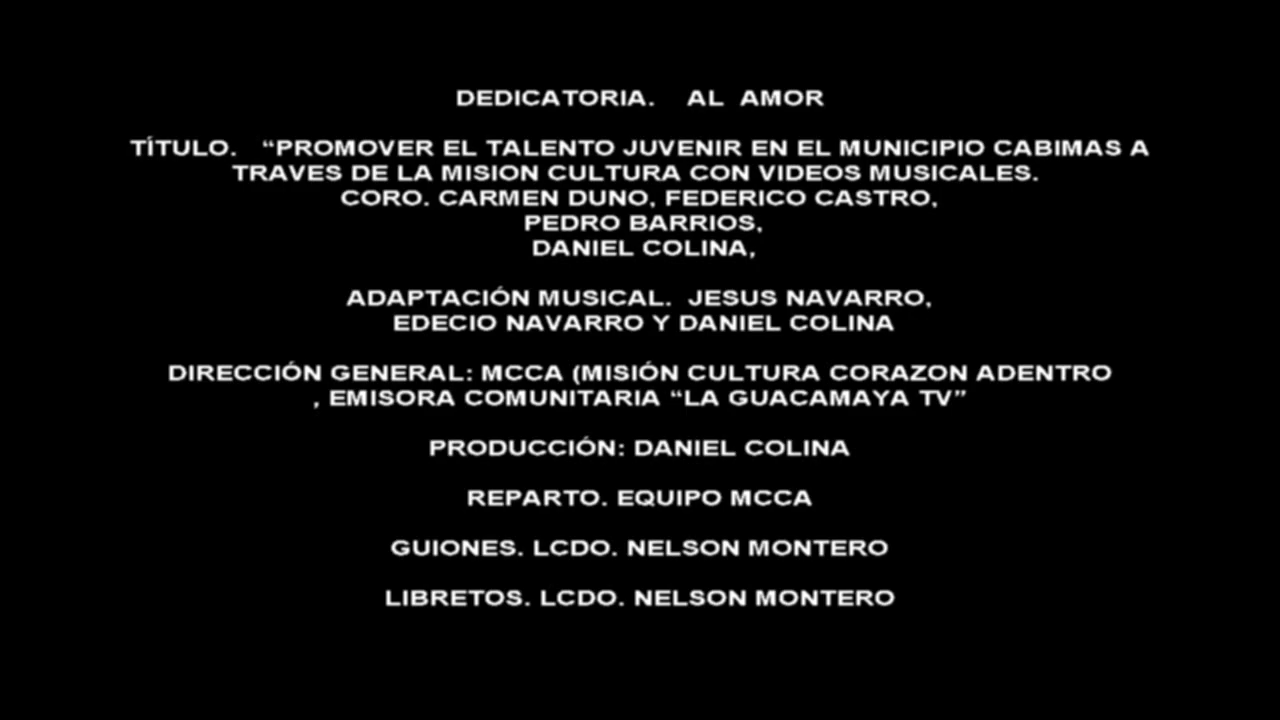 DEDICATORIA. AL AMOR
TÍTULO. “PROMOVER EL TALENTO JUVENIR EN EL MUNICIPIO CABIMAS A
TRAVES DE LA MISION CULTURA CON VIDEOS MUSICALES.
CORO. CARMEN DUNO, FEDERICO CASTRO,
PEDRO BARRIOS,
DANIEL COLINA,
ADAPTACIÓN MUSICAL. JESUS NAVARRO,
EDECIO NAVARRO Y DANIEL COLINA
DIRECCIÓN GENERAL: MCCA (MISIÓN CULTURA CORAZON ADENTRO
, EMISORA COMUNITARIA “LA GUACAMAYA TV”
PRODUCCIÓN: DANIEL COLINA
REPARTO. EQUIPO MCCA
GUIONES. LCDO. NELSON MONTERO
LIBRETOS. LCDO. NELSON MONTERO